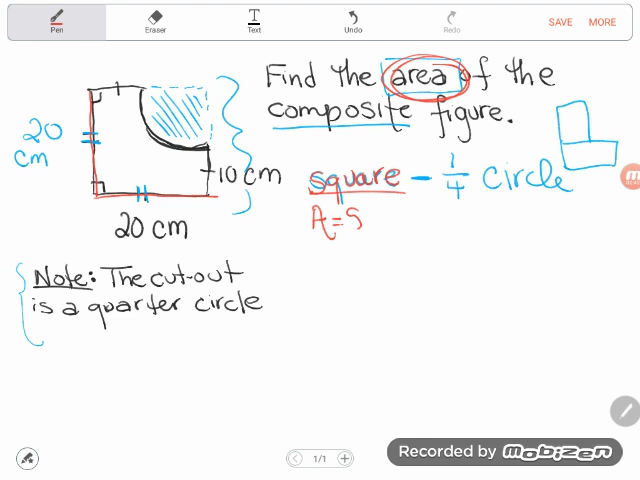 Pen
Eraser
Text
Undo
Redo
SAVE
MORE
Find the area of the
composite figure.
20
cm
10 cm
20 cm
square - 1/4 circle
A=S
Note: The cut-out
is a quarter circle
1/1
Recorded by mobizen